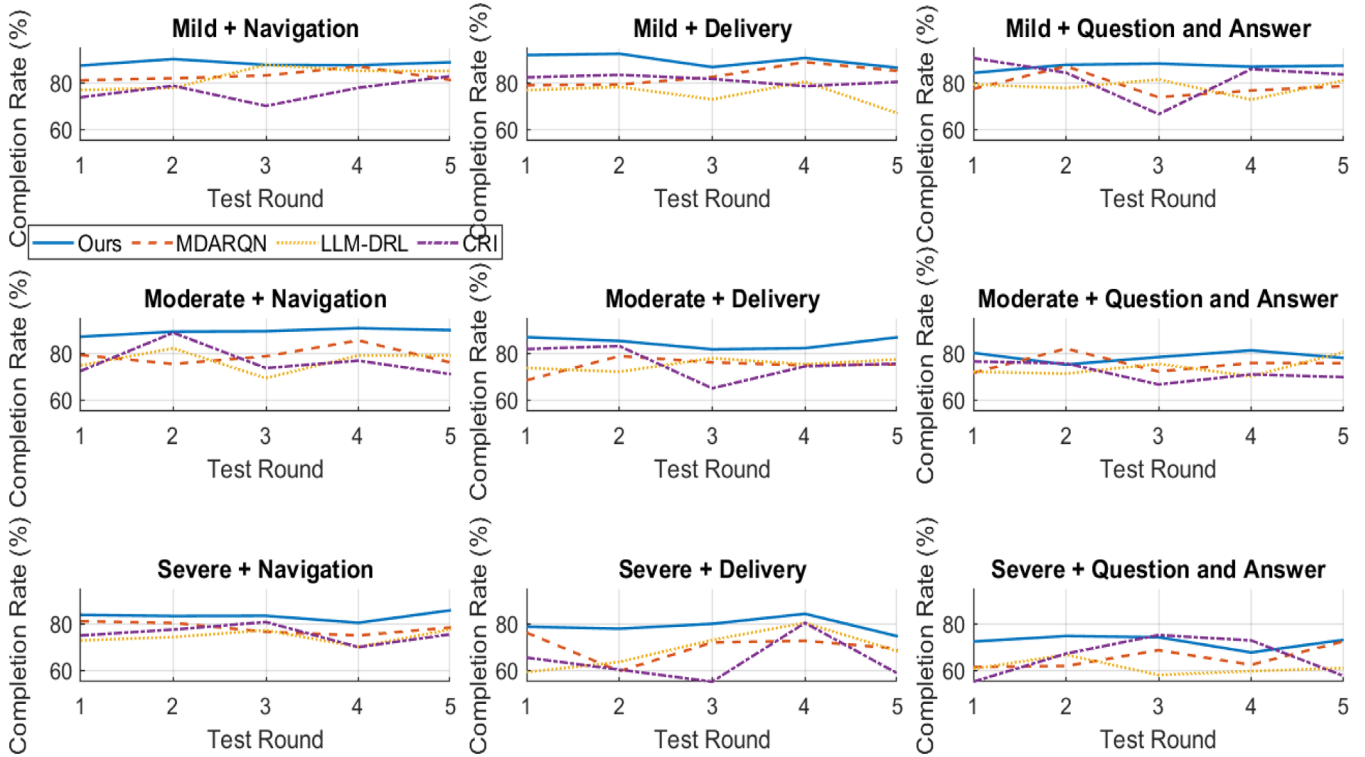 Mild + Navigation
Completion Rate (%)
80
60
1 2 3 4 5
Test Round
Mild + Delivery
Completion Rate (%)
80
60
1 2 3 4 5
Test Round
Mild + Question and Answer
Completion Rate (%)
80
60
1 2 3 4 5
Test Round
Ours MDARQN LLM-DRL CRI
Moderate + Navigation
Completion Rate (%)
80
60
1 2 3 4 5
Test Round
Moderate + Delivery
Completion Rate (%)
80
60
1 2 3 4 5
Test Round
Moderate + Question and Answer
Completion Rate (%)
80
60
1 2 3 4 5
Test Round
Severe + Navigation
Completion Rate (%)
80
60
1 2 3 4 5
Test Round
Severe + Delivery
Completion Rate (%)
80
60
1 2 3 4 5
Test Round
Severe + Question and Answer
Completion Rate (%)
80
60
1 2 3 4 5
Test Round